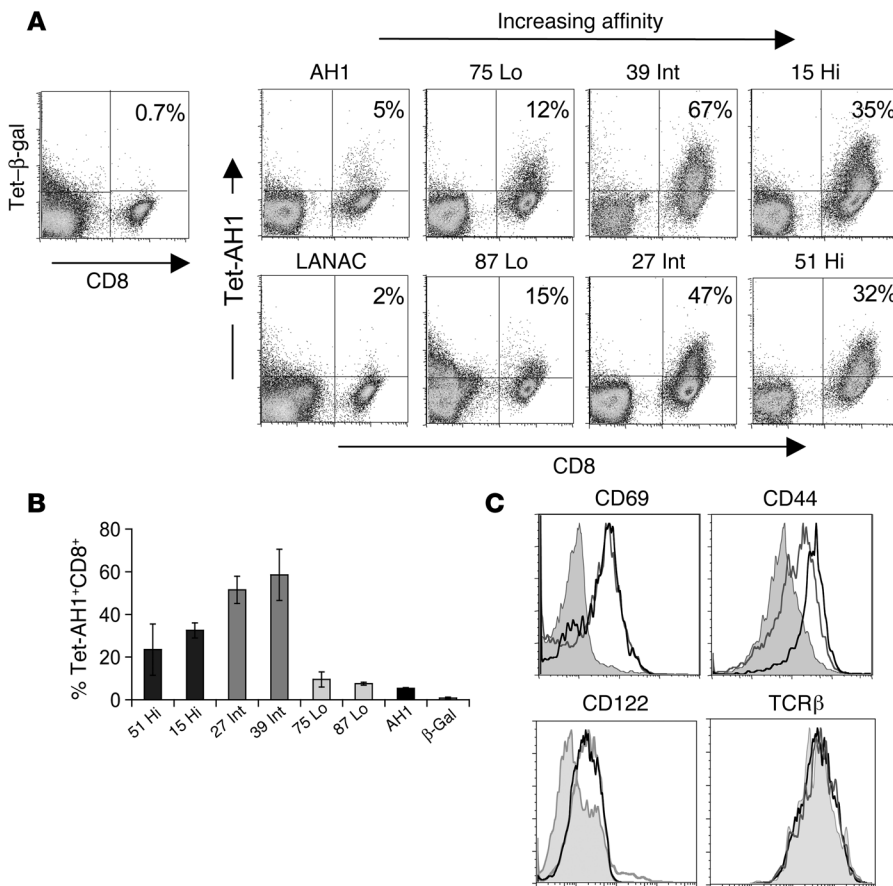 A
Increasing affinity
AH1
75 Lo
39 Int
15 Hi
0.7%
5%
12%
67%
35%
Tet–β-gal
CD8
Tet-AH1
LANAC
87 Lo
27 Int
51 Hi
2%
15%
47%
32%
CD8
B
% Tet-AH1+CD8+
80
60
40
20
0
51 Hi
15 Hi
27 Int
39 Int
75 Lo
87 Lo
AH1
β-Gal
C
CD69
CD44
CD122
TCRβ